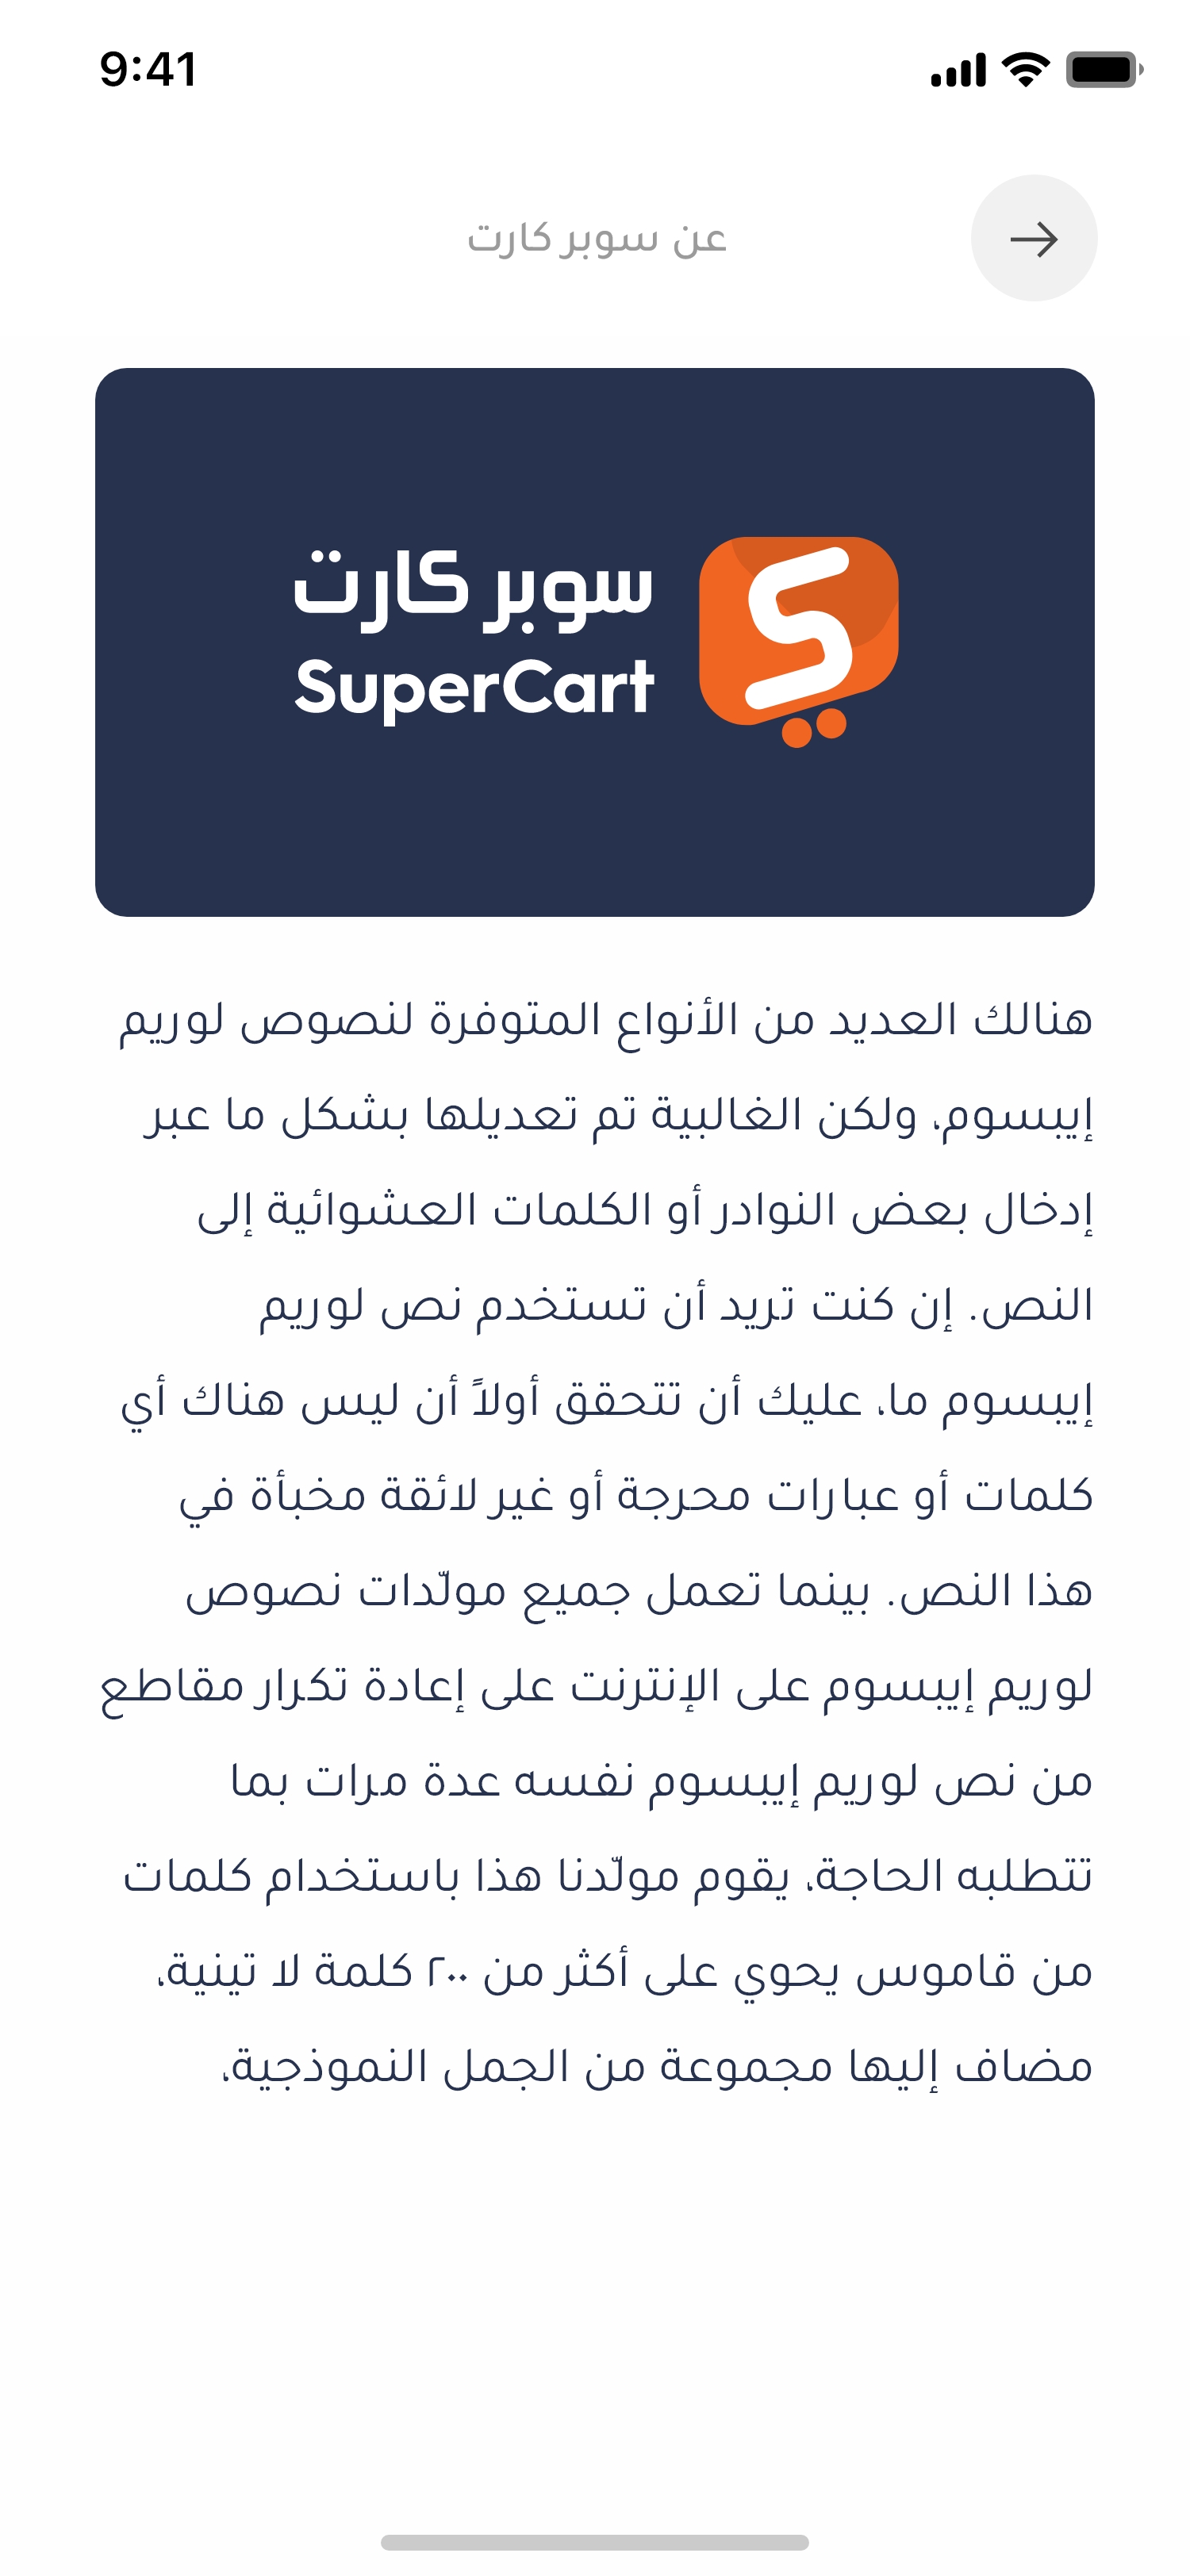 9:41
عن سوبر كارت
سوبر كارت
SuperCart
هنالك العديد من الأنواع المتوفرة لنصوص لوريم
إيبسوم، ولكن الغالبية تم تعديلها بشكل ما عبر
إدخال بعض النوادر أو الكلمات العشوائية إلى
النص. إن كنت تريد أن تستخدم نص لوريم
إيبسوم ما، عليك أن تتحقق أولاً أن ليس هناك أي
كلمات أو عبارات محرجة أو غير لائقة مخبأة في
هذا النص. بينما تعمل جميع مولّدات نصوص
لوريم إيبسوم على الإنترنت على إعادة تكرار مقاطع
من نص لوريم إيبسوم نفسه عدة مرات بما
تتطلبه الحاجة، يقوم مولّدنا هذا باستخدام كلمات
من قاموس يحوي على أكثر من ٢٠٠ كلمة لا تينية،
مضاف إليها مجموعة من الجمل النموذجية،